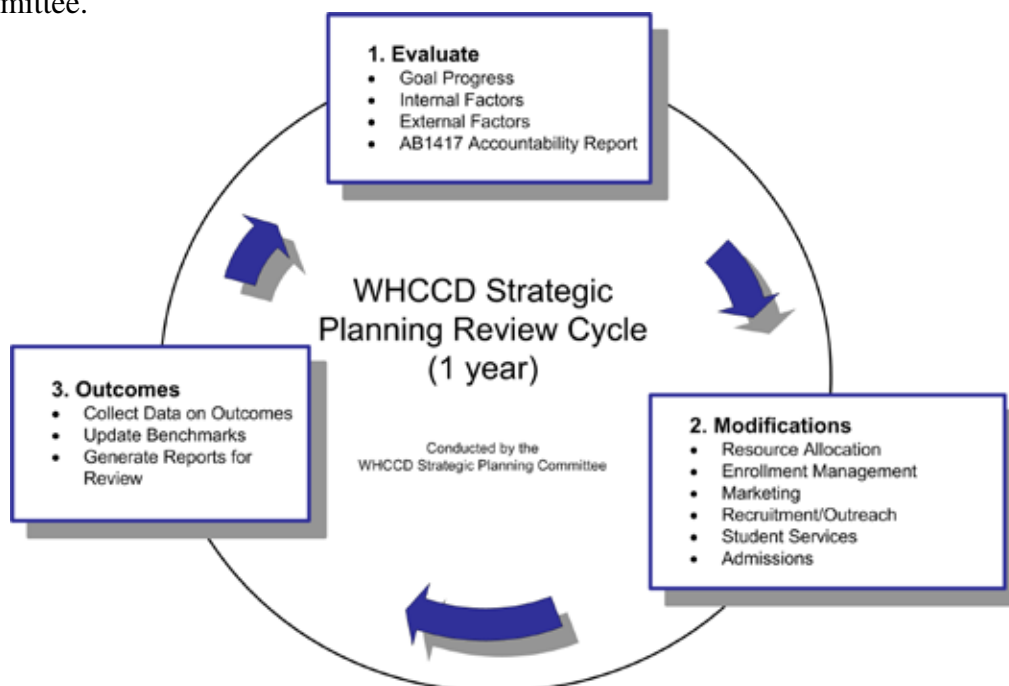 mmittee.
1. Evaluate
• Goal Progress
• Internal Factors
• External Factors
• AB1417 Accountability Report
WHCCD Strategic
Planning Review Cycle
(1 year)
Conducted by the
WHCCD Strategic Planning Committee
2. Modifications
• Resource Allocation
• Enrollment Management
• Marketing
• Recruitment/Outreach
• Student Services
• Admissions
3. Outcomes
• Collect Data on Outcomes
• Update Benchmarks
• Generate Reports for
Review